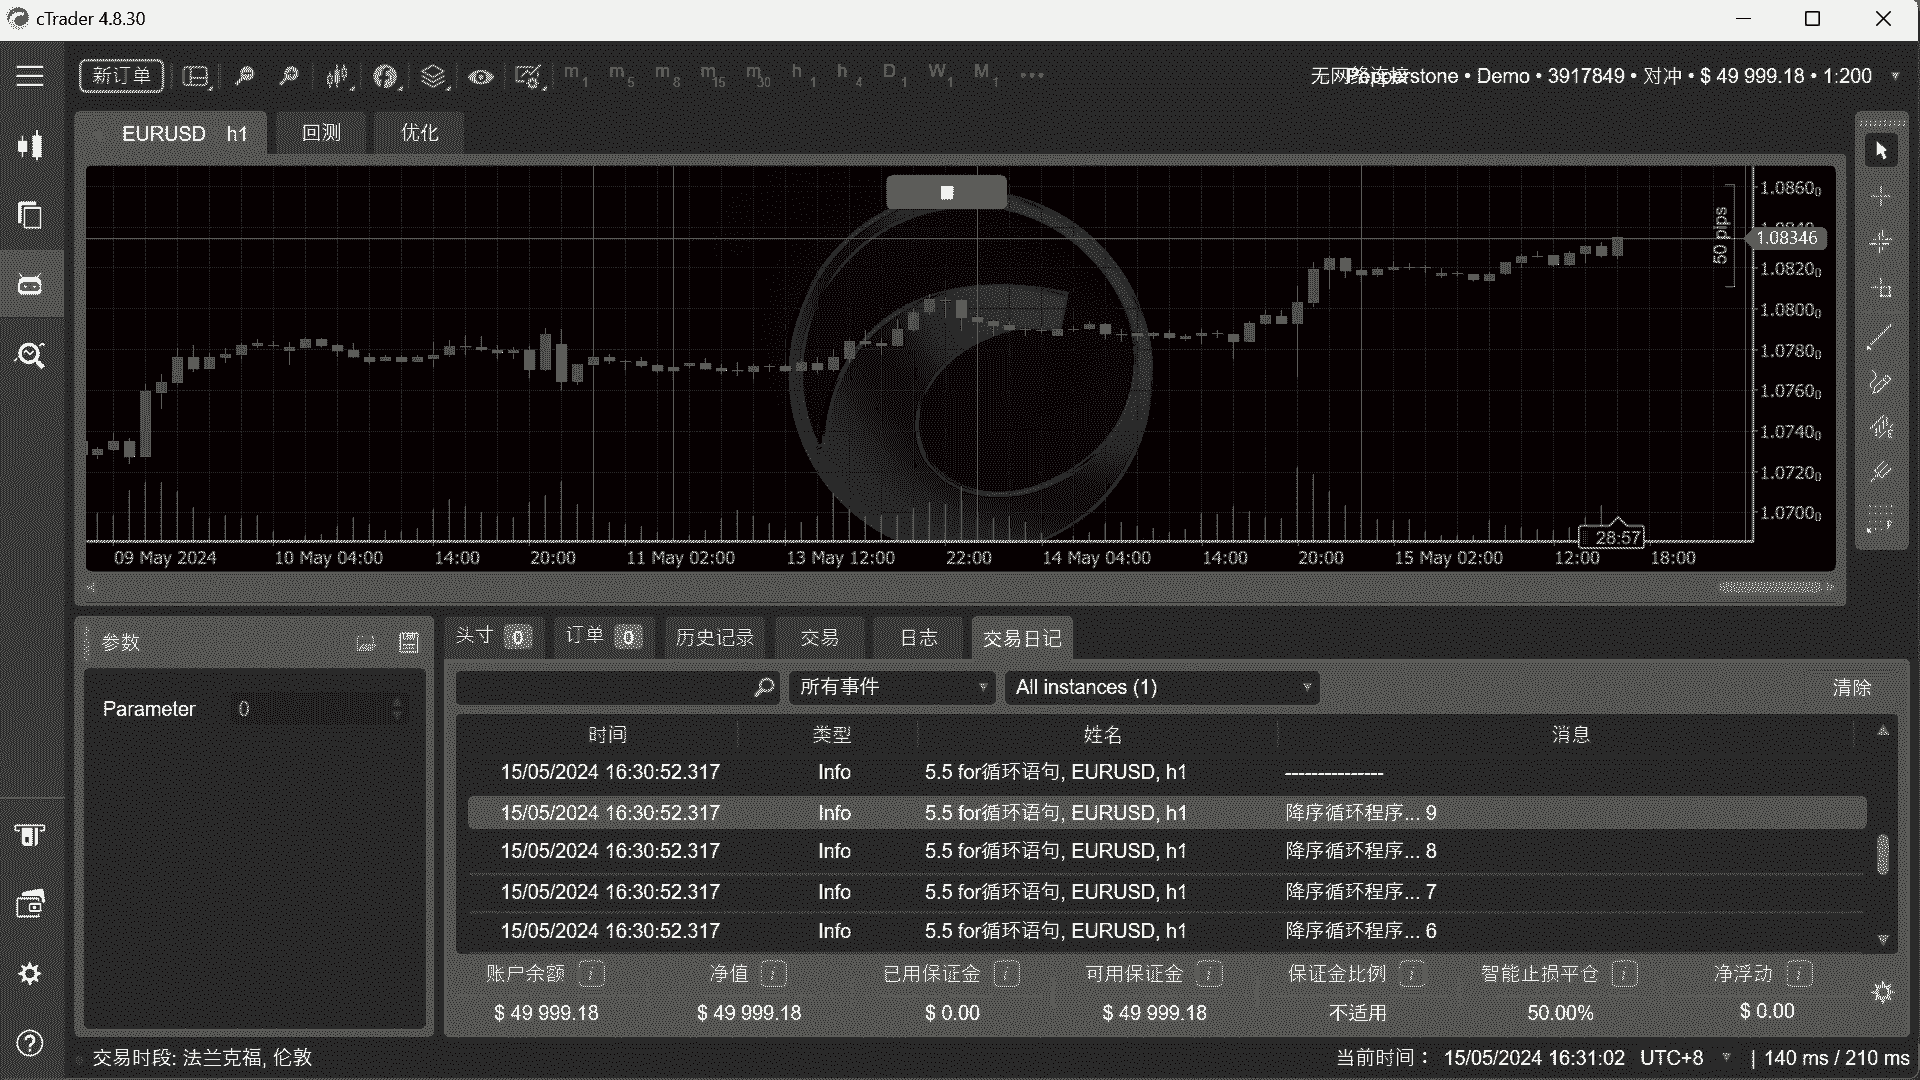 cTrader 4.8.30
新订单
m1 m5 m8 m15 m30 h1 h4 D1 W1 M1
Pepperstone • Demo • 3917849 • 对冲 • $ 49 999.18 • 1:200
EURUSD h1 回测 优化
50 pips
1.08600
1.08346
1.08200
1.08000
1.07800
1.07600
1.07400
1.07200
1.07000
28:57
09 May 2024 10 May 04:00 14:00 20:00 11 May 02:00 13 May 12:00 22:00 14 May 04:00 14:00 20:00 15 May 02:00 12:00 18:00
参数
Parameter 0
头寸 0 订单 0 历史记录 交易 日志 交易日记
所有事件 All instances (1) 清除
时间 类型 姓名 消息
15/05/2024 16:30:52.317 Info 5.5 for循环语句, EURUSD, h1 ---------------
15/05/2024 16:30:52.317 Info 5.5 for循环语句, EURUSD, h1 降序循环程序... 9
15/05/2024 16:30:52.317 Info 5.5 for循环语句, EURUSD, h1 降序循环程序... 8
15/05/2024 16:30:52.317 Info 5.5 for循环语句, EURUSD, h1 降序循环程序... 7
15/05/2024 16:30:52.317 Info 5.5 for循环语句, EURUSD, h1 降序循环程序... 6
账户余额 净值 已用保证金 可用保证金 保证金比例 智能止损平仓 净浮动
$ 49 999.18 $ 49 999.18 $ 0.00 $ 49 999.18 不适用 50.00% $ 0.00
交易时段: 法兰克福, 伦敦
当前时间： 15/05/2024 16:31:02 UTC+8 | 140 ms / 210 ms